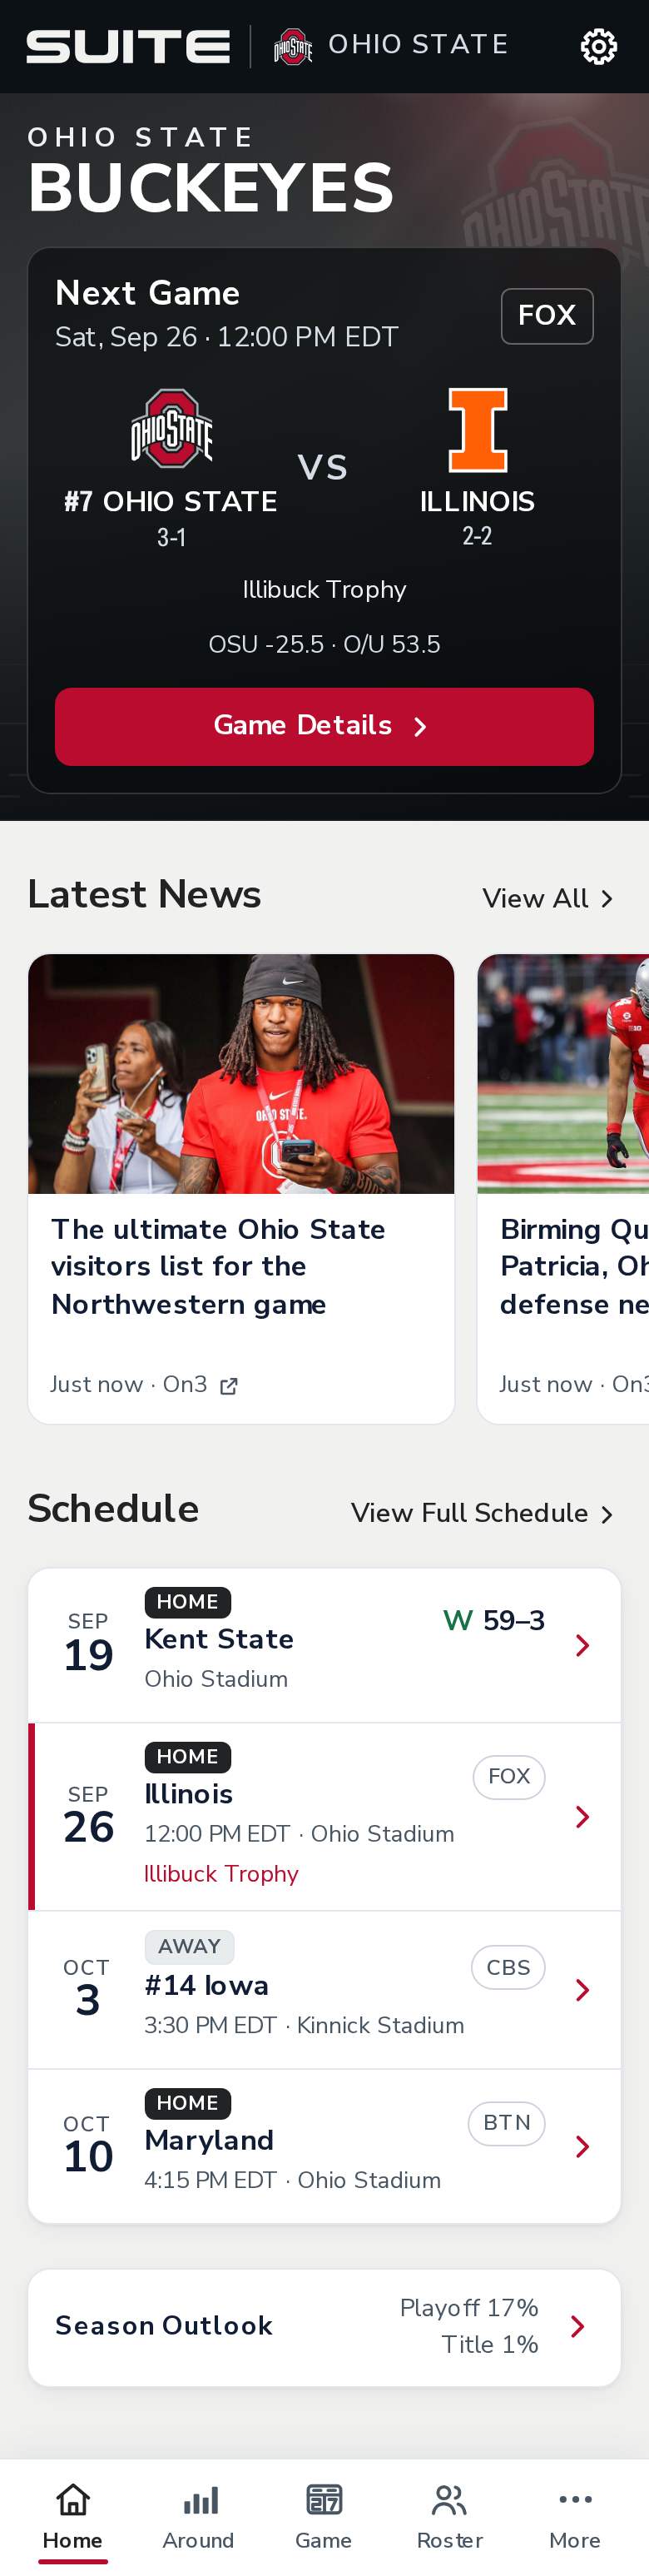 SUITE
OHIO STATE
OHIO STATE
BUCKEYES
Next Game
FOX
Sat, Sep 26 · 12:00 PM EDT
OHIO STATE
VS
#7 OHIO STATE
ILLINOIS
3-1
2-2
Illibuck Trophy
OSU -25.5 · O/U 53.5
Game Details
Latest News
View All
The ultimate Ohio State
visitors list for the
Northwestern game
Just now · On3
Birming Qu
Patricia, Oh
defense ne
Just now · On3
Schedule
View Full Schedule
SEP
19
HOME
Kent State
Ohio Stadium
W 59–3
SEP
26
HOME
Illinois
12:00 PM EDT · Ohio Stadium
Illibuck Trophy
FOX
OCT
3
AWAY
#14 Iowa
3:30 PM EDT · Kinnick Stadium
CBS
OCT
10
HOME
Maryland
4:15 PM EDT · Ohio Stadium
BTN
Season Outlook
Playoff 17%
Title 1%
Home
Around
Game
Roster
More